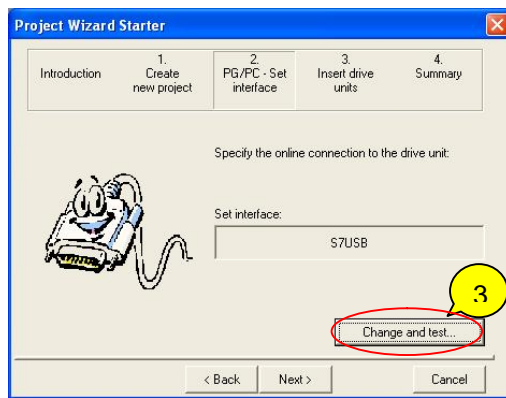 Project Wizard Starter
Introduction
1.
Create
new project
2.
PG/PC - Set
interface
3.
Insert drive
units
4.
Summary
Specify the online connection to the drive unit:
Set interface:
S7USB
3
Change and test...
< Back
Next >
Cancel